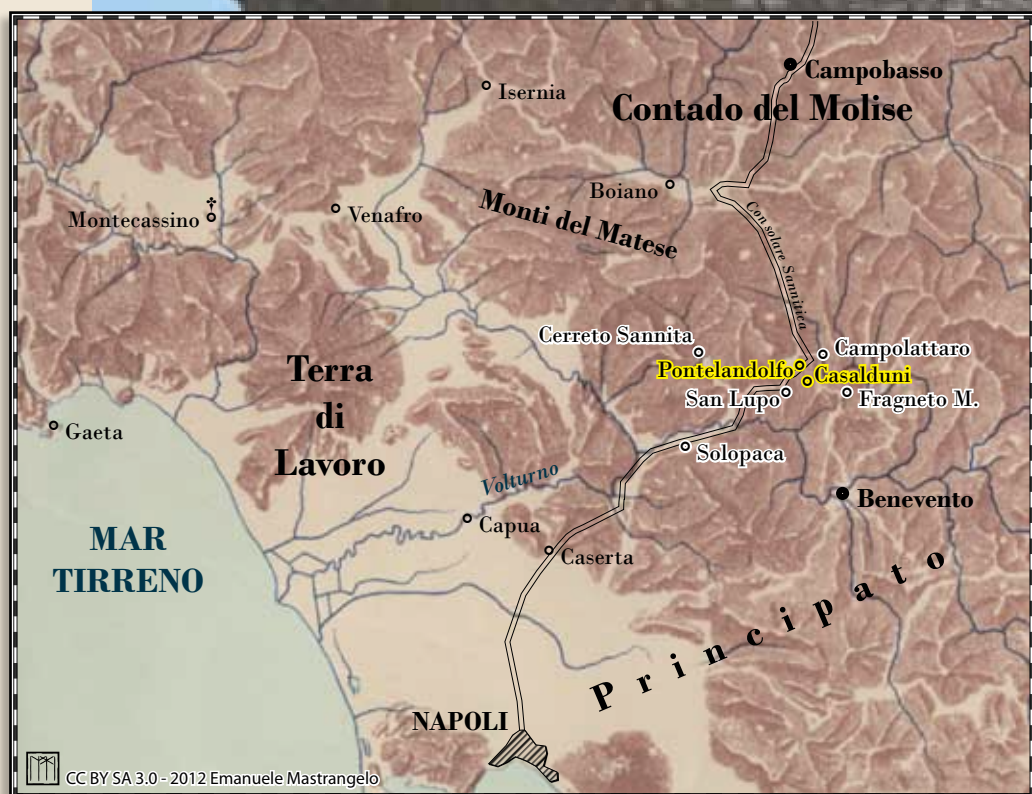 Campobasso
Isernia
Contado del Molise
Boiano
Montecassino
Venafro
Monti del Matese
Consolare Sannitica
Cerreto Sannita
Campolattaro
Pontelandolfo
Casalduni
San Lupo
Fragneto M.
Terra
di
Lavoro
Gaeta
Solopaca
Volturno
Benevento
Capua
MAR
TIRRENO
Caserta
Principato
NAPOLI
CC BY SA 3.0 - 2012 Emanuele Mastrangelo